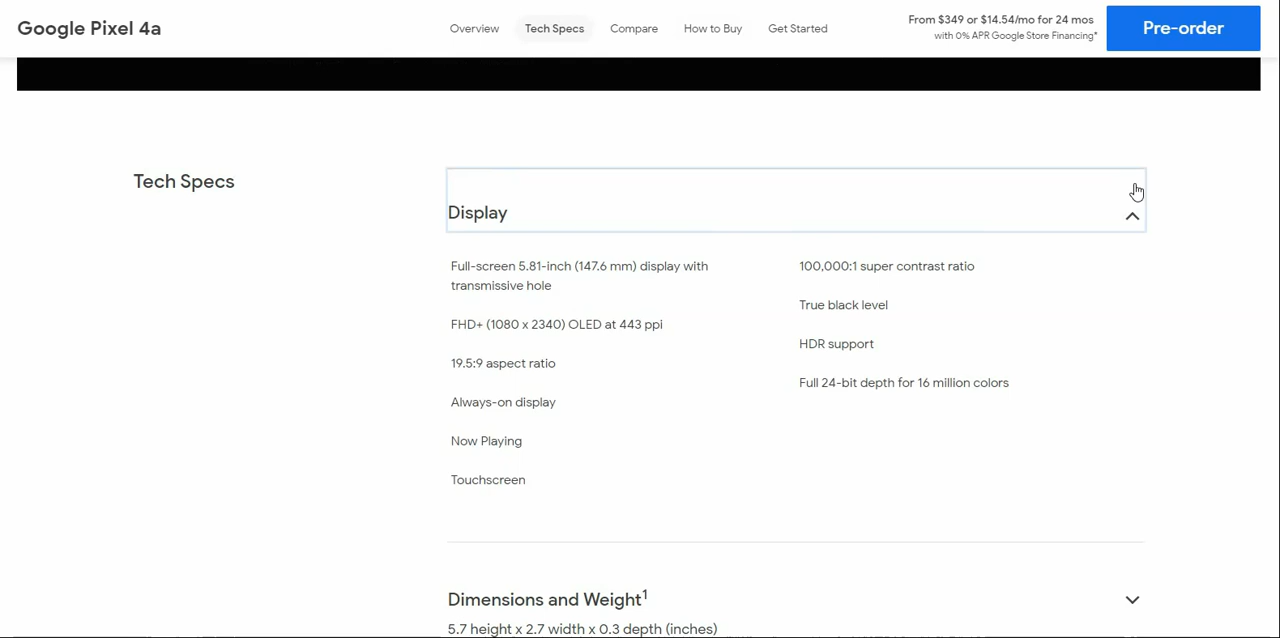 Google Pixel 4a
Overview
Tech Specs
Compare
How to Buy
Get Started
From $349 or $14.54/mo for 24 mos
with 0% APR Google Store Financing*
Pre-order
Tech Specs
Display
Full-screen 5.81-inch (147.6 mm) display with
transmissive hole
FHD+ (1080 x 2340) OLED at 443 ppi
19.5:9 aspect ratio
Always-on display
Now Playing
Touchscreen
100,000:1 super contrast ratio
True black level
HDR support
Full 24-bit depth for 16 million colors
Dimensions and Weight¹
5.7 height x 2.7 width x 0.3 depth (inches)